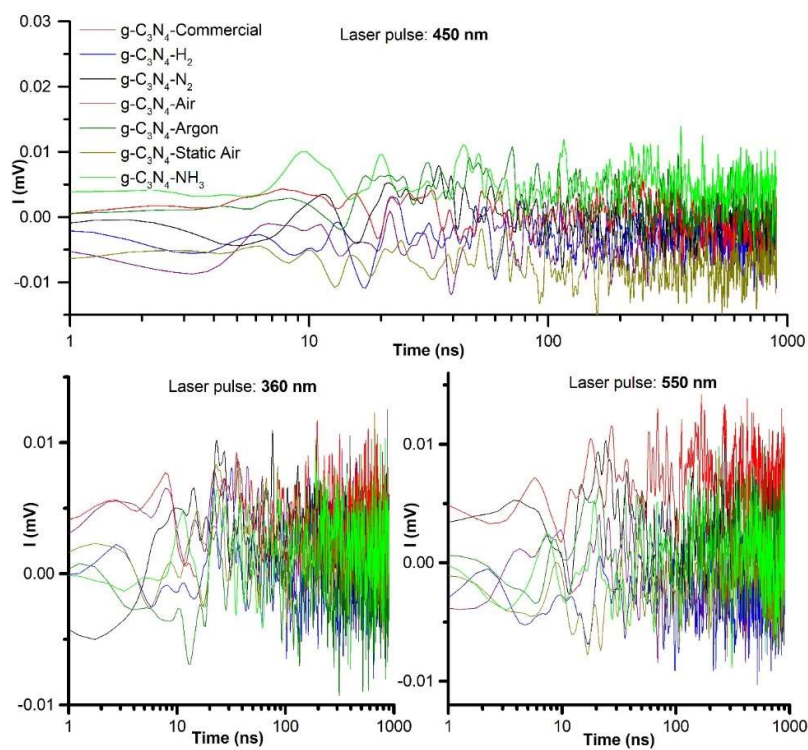 Laser pulse: 450 nm
g-C₃N₄-Commercial
g-C₃N₄-H₂
g-C₃N₄-N₂
g-C₃N₄-Air
g-C₃N₄-Argon
g-C₃N₄-Static Air
g-C₃N₄-NH₃
I (mV)
0.03
0.02
0.01
0.00
-0.01
1
10
100
1000
Time (ns)
Laser pulse: 360 nm
I (mV)
0.01
0.00
-0.01
1
10
100
1000
Time (ns)
Laser pulse: 550 nm
I (mV)
0.01
0.00
-0.01
1
10
100
1000
Time (ns)